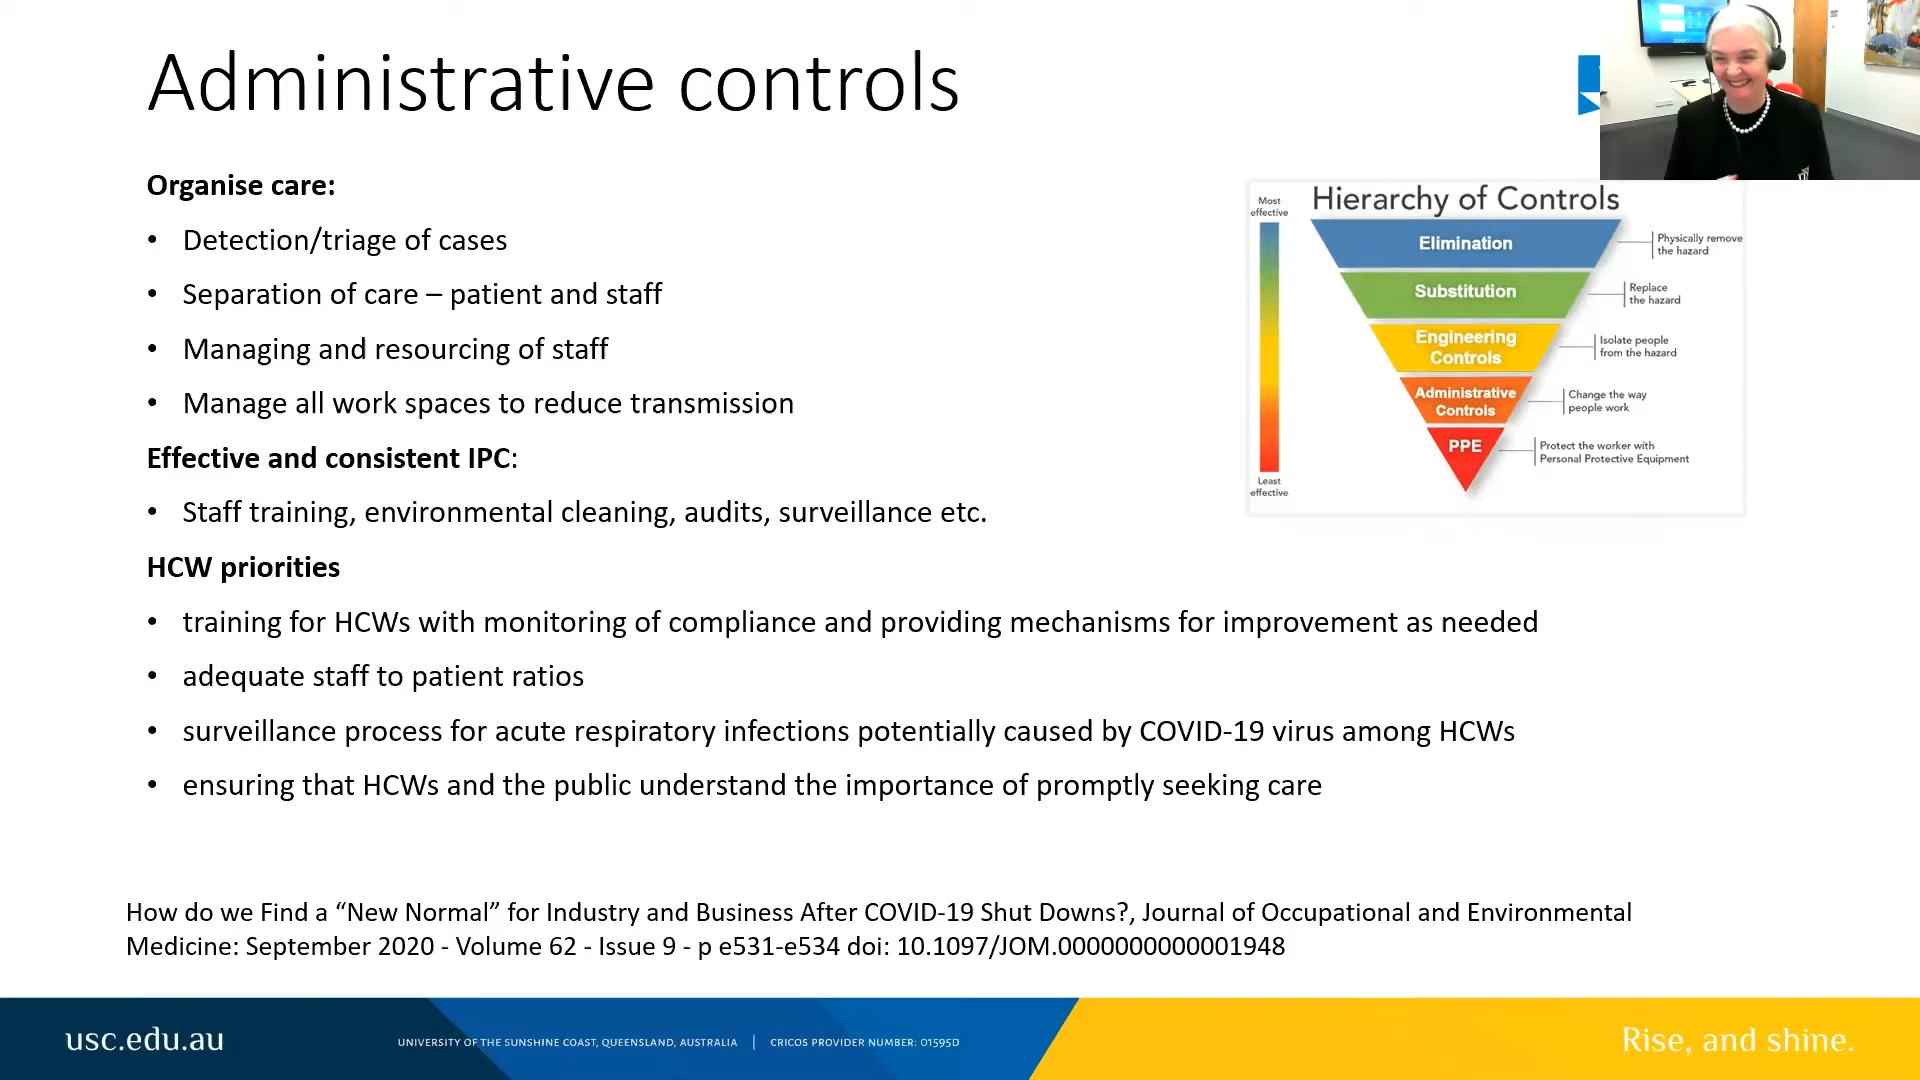 Administrative controls
Organise care:
• Detection/triage of cases
• Separation of care – patient and staff
• Managing and resourcing of staff
• Manage all work spaces to reduce transmission
Effective and consistent IPC:
• Staff training, environmental cleaning, audits, surveillance etc.
HCW priorities
• training for HCWs with monitoring of compliance and providing mechanisms for improvement as needed
• adequate staff to patient ratios
• surveillance process for acute respiratory infections potentially caused by COVID-19 virus among HCWs
• ensuring that HCWs and the public understand the importance of promptly seeking care
Hierarchy of Controls
Most
effective
Elimination
Physically remove
the hazard
Substitution
Replace
the hazard
Engineering
Controls
Isolate people
from the hazard
Administrative
Controls
Change the way
people work
PPE
Protect the worker with
Personal Protective Equipment
Least
effective
How do we Find a “New Normal” for Industry and Business After COVID-19 Shut Downs?, Journal of Occupational and Environmental
Medicine: September 2020 - Volume 62 - Issue 9 - p e531-e534 doi: 10.1097/JOM.0000000000001948
usc.edu.au
UNIVERSITY OF THE SUNSHINE COAST, QUEENSLAND, AUSTRALIA | CRICOS PROVIDER NUMBER: 01595D
Rise, and shine.